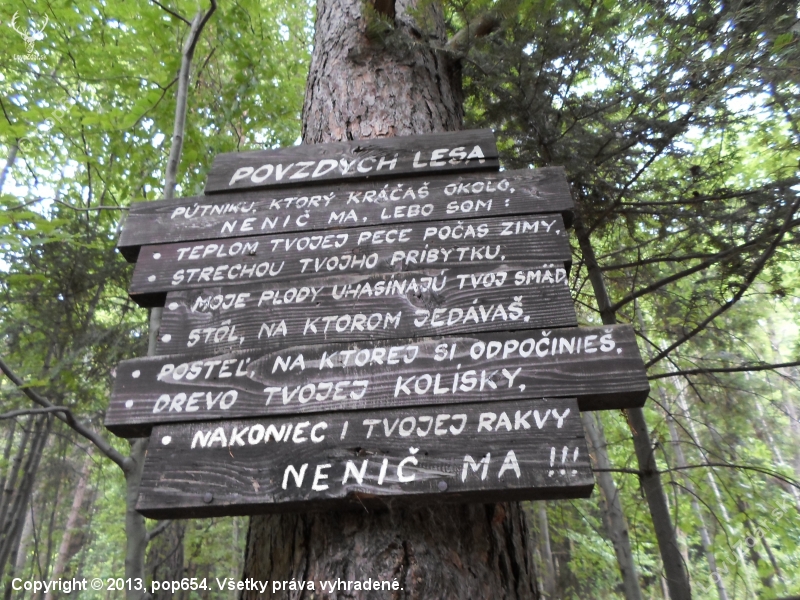 POVZDYCH LESA
PÚTNIKU, KTORÝ KRÁČAŠ OKOLO,
NENIČ MA, LEBO SOM:
• TEPLOM TVOJEJ PECE POČAS ZIMY,
• STRECHOU TVOJHO PRÍBYTKU,
• MOJE PLODY UHASÍNAJÚ TVOJ SMÄD,
• STÔL, NA KTOROM JEDÁVAŠ,
• POSTEĽ, NA KTOREJ SI ODPOČINIEŠ,
• DREVO TVOJEJ KOLÍSKY,
• NAKONIEC I TVOJEJ RAKVY
NENIČ MA !!!
Copyright © 2013, pop654. Všetky práva vyhradené.